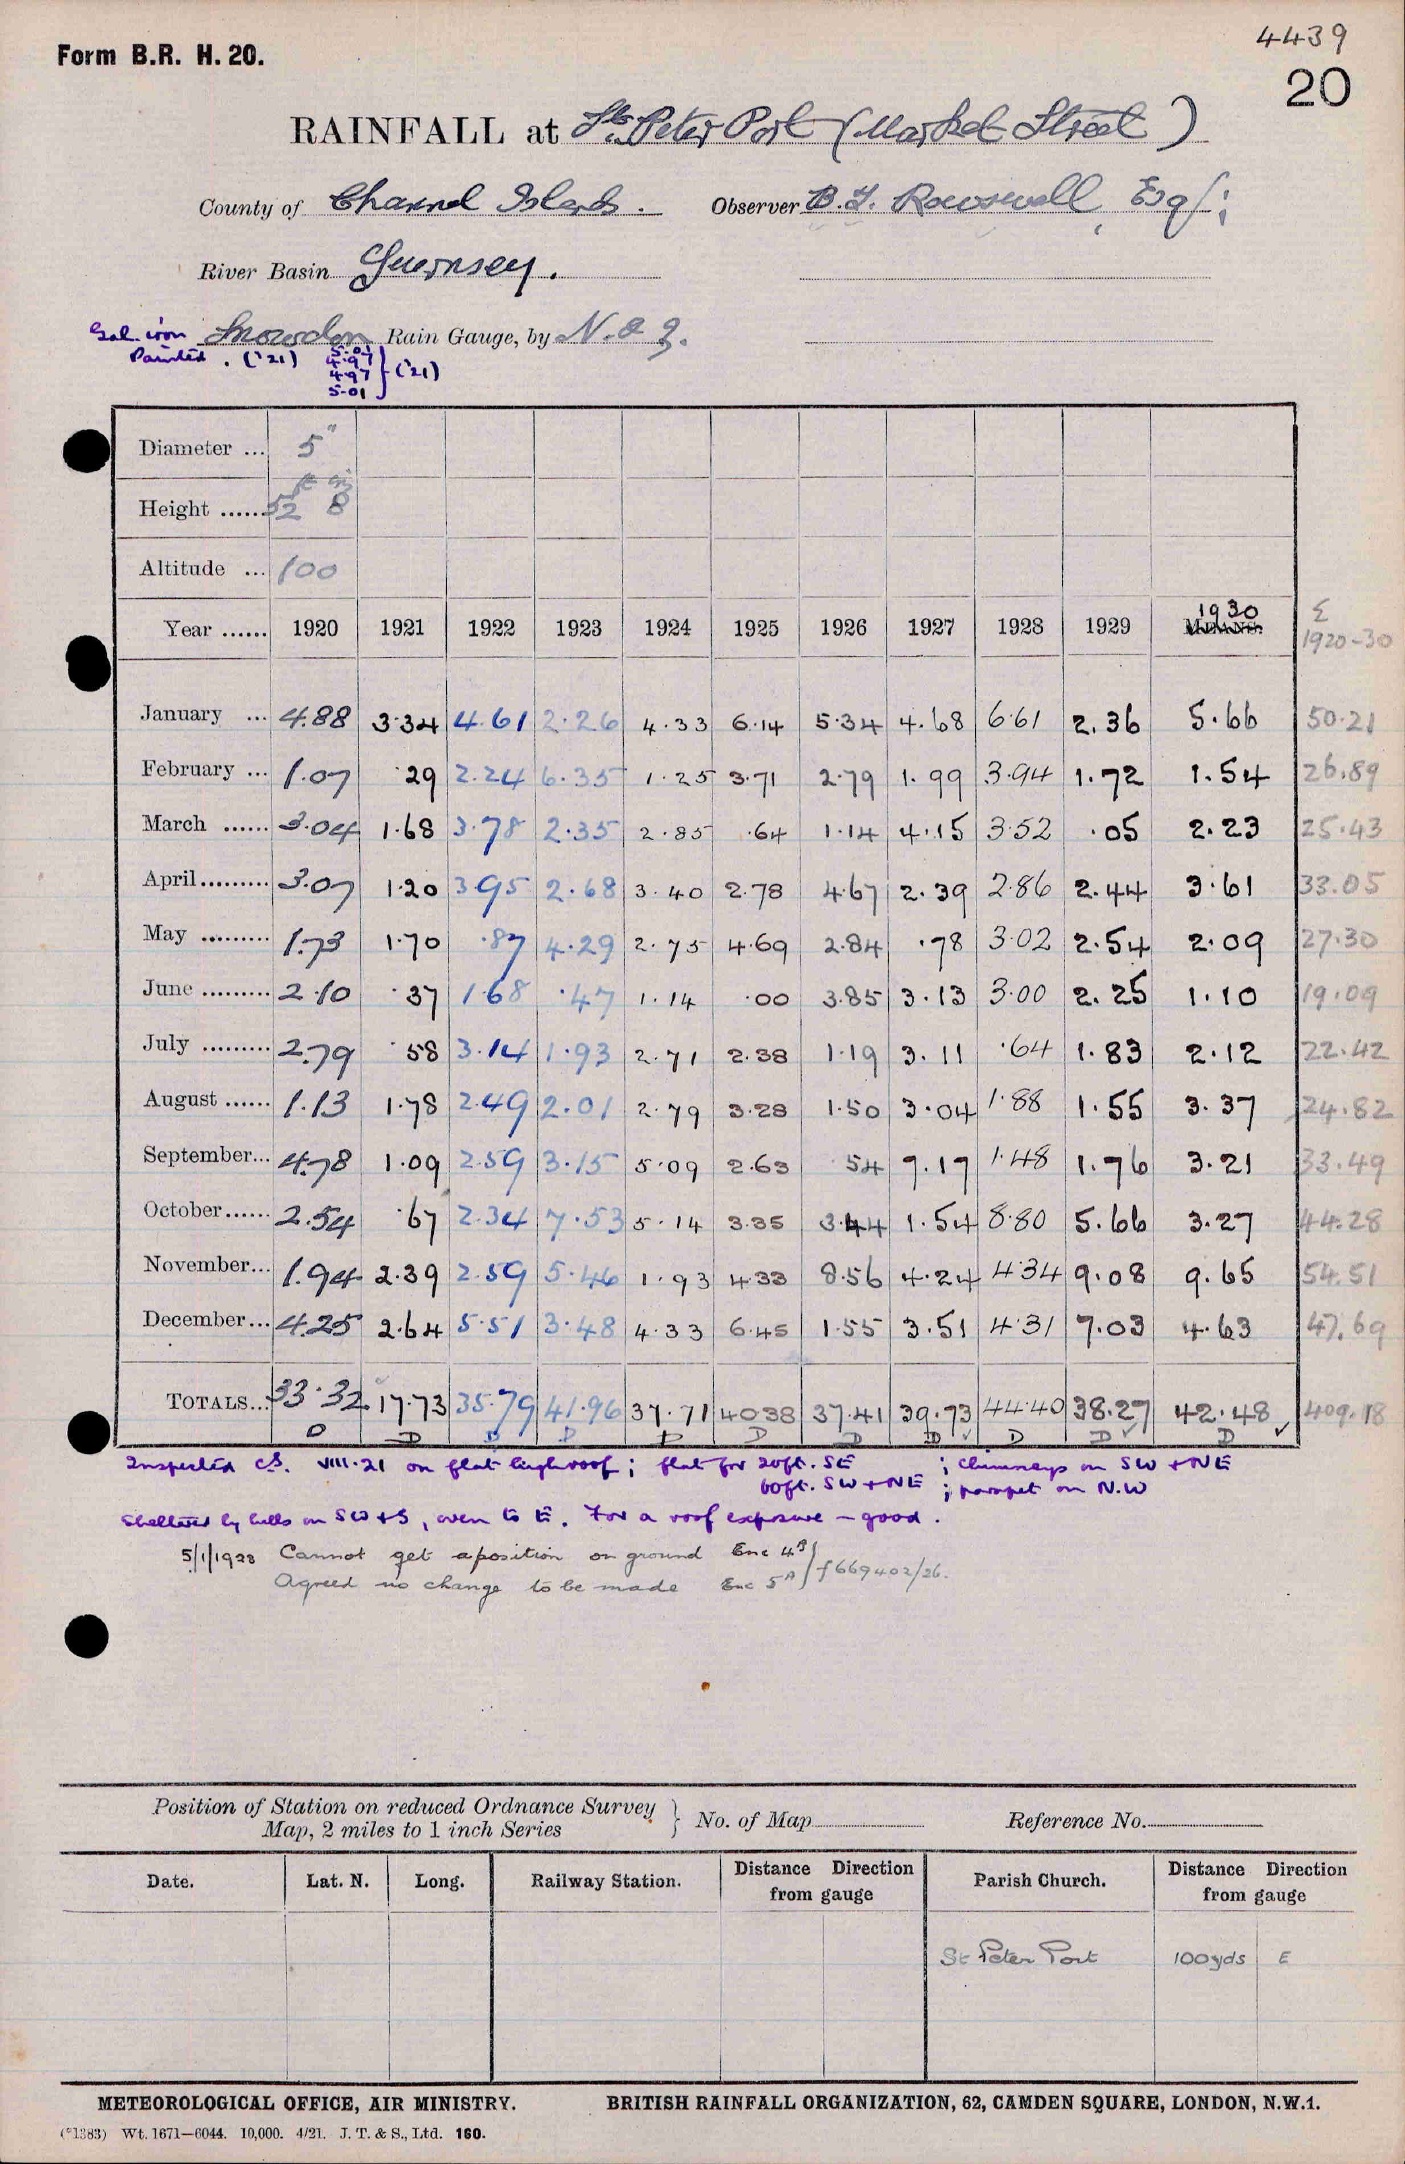 4439
Form B.R. H. 20.
20
RAINFALL at St. Peter Port (Market Street)
County of Channel Islands. Observer B. T. Rowswell, Esq;
River Basin Guernsey.
Gal. iron Snowdon Rain Gauge, by N. & Z.
Painted. ('21) 5.01 4.97 4.97 5.01 } ('21)
Diameter ... 5"
ft in
Height ...... 52 8
Altitude ... 100
Year ...... 1920 1921 1922 1923 1924 1925 1926 1927 1928 1929 1930 Σ 1920-30
January ... 4.88 3.34 4.61 2.26 4.33 6.14 5.34 4.68 6.61 2.36 5.66 50.21
February ... 1.07 .29 2.24 6.35 1.25 3.71 2.79 1.99 3.94 1.72 1.54 26.89
March ...... 3.04 1.68 3.78 2.35 2.85 .64 1.14 4.15 3.52 .05 2.23 25.43
April......... 3.07 1.20 3.95 2.68 3.40 2.78 4.67 2.39 2.86 2.44 3.61 33.05
May ......... 1.73 1.70 .87 4.29 2.75 4.69 2.84 .78 3.02 2.54 2.09 27.30
June ......... 2.10 .37 1.68 .47 1.14 .00 3.85 3.13 3.00 2.25 1.10 19.09
July ......... 2.79 .58 3.14 1.93 2.71 2.38 1.19 3.11 .64 1.83 2.12 22.42
August ...... 1.13 1.78 2.49 2.01 2.79 3.28 1.50 3.04 1.88 1.55 3.37 24.82
September... 4.78 1.09 2.59 3.15 5.09 2.63 .54 7.17 1.48 1.76 3.21 33.49
October...... 2.54 .67 2.34 7.53 5.14 3.35 3.44 1.54 8.80 5.66 3.27 44.28
November... 1.94 2.39 2.59 5.46 1.93 4.33 8.56 4.24 4.34 9.08 9.65 54.51
December... 4.25 2.64 5.51 3.48 4.33 6.45 1.55 3.51 4.31 7.03 4.63 47.69
TOTALS... 33.32 17.73 35.79 41.96 37.71 40.38 37.41 39.73 44.40 38.27 42.48 409.18
D D D D D D D D ✓ D D ✓ D ✓
Inspected C.S. VIII.21 on flat high roof; flat for 20ft. SE ; chimneys on SW + NE
60ft. SW + NE ; parapet on N.W
Sheltered by hills on SW + S, even to E. For a roof exposure – good.
5/1/1928 Cannot get a position on ground Enc 4B
Agreed no change to be made Enc 5A } f 669402/26.
Position of Station on reduced Ordnance Survey } No. of Map Reference No.
Map, 2 miles to 1 inch Series
Date. Lat. N. Long. Railway Station. Distance Direction from gauge Parish Church. Distance Direction from gauge
St Peter Port 100 yds E
METEOROLOGICAL OFFICE, AIR MINISTRY. BRITISH RAINFALL ORGANIZATION, 62, CAMDEN SQUARE, LONDON, N.W.1.
(*1383) Wt. 1671—6044. 10,000. 4/21. J. T. & S., Ltd. 160.